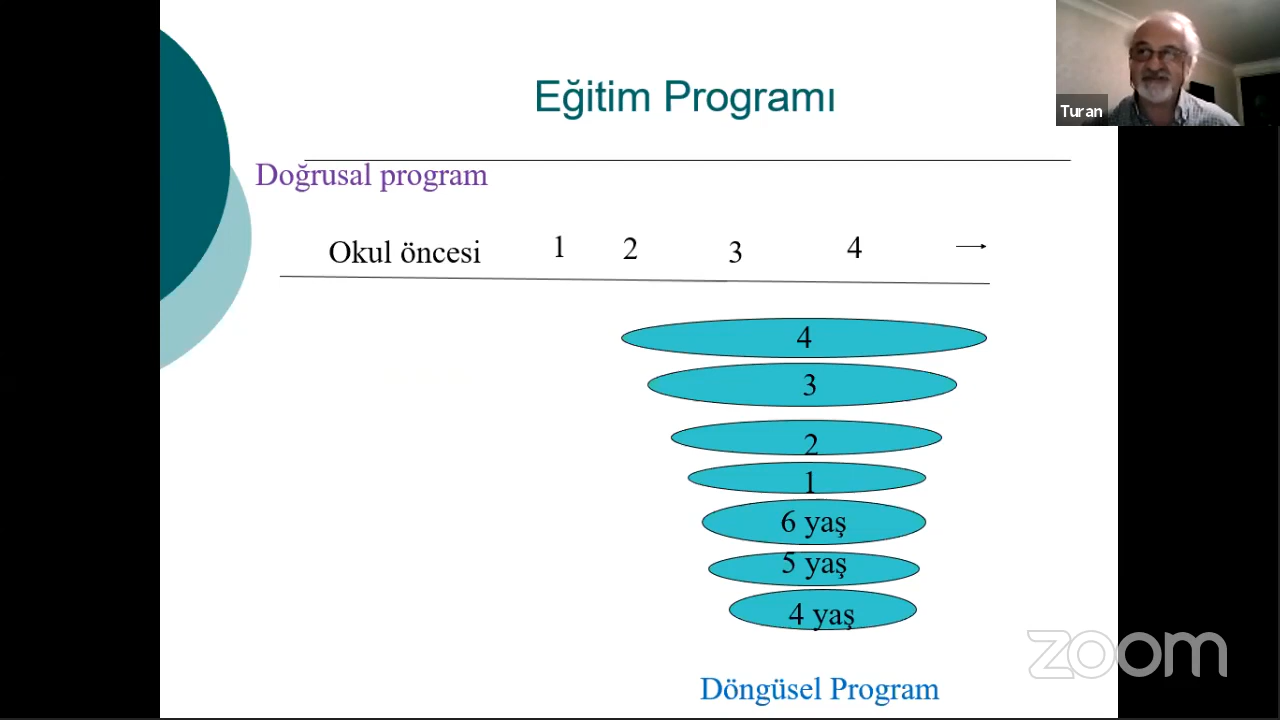 Eğitim Programı
Turan
Doğrusal program
Okul öncesi 1 2 3 4
4
3
2
1
6 yaş
5 yaş
4 yaş
zoom
Döngüsel Program